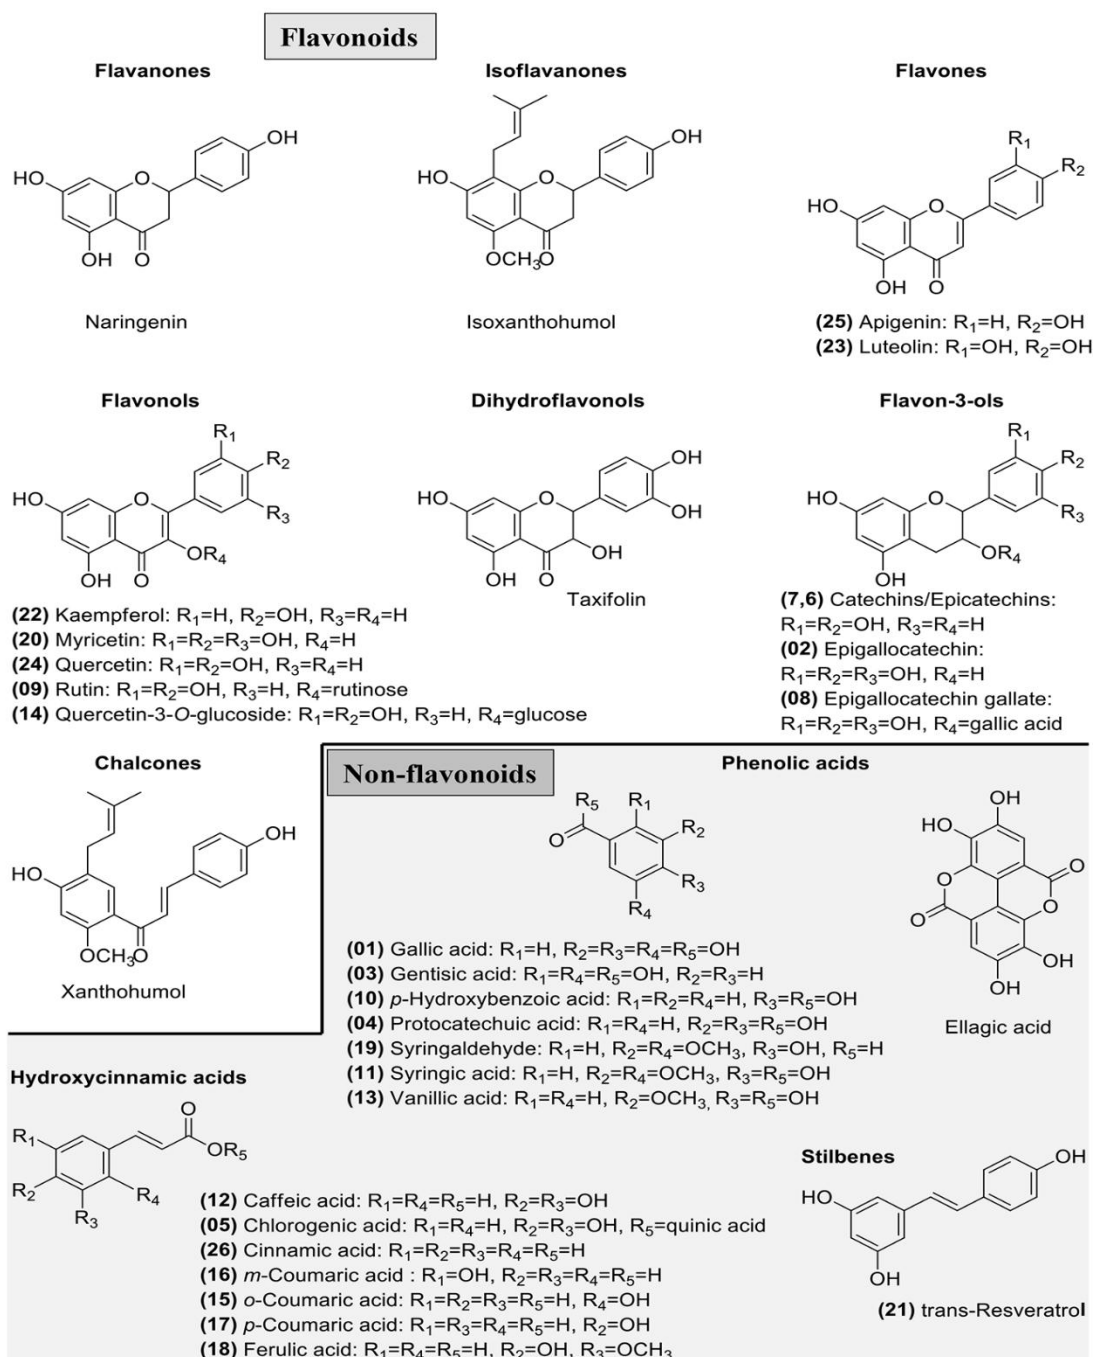 Flavonoids
Flavanones
OH
HO
O
OH
O
Naringenin
Isoflavanones
OH
HO
O
OCH₃O
Isoxanthohumol
Flavones
R₁
R₂
HO
O
OH
O
(25) Apigenin: R₁=H, R₂=OH
(23) Luteolin: R₁=OH, R₂=OH
Flavonols
R₁
R₂
HO
O
R₃
OR₄
OH
O
(22) Kaempferol: R₁=H, R₂=OH, R₃=R₄=H
(20) Myricetin: R₁=R₂=R₃=OH, R₄=H
(24) Quercetin: R₁=R₂=OH, R₃=R₄=H
(09) Rutin: R₁=R₂=OH, R₃=H, R₄=rutinose
(14) Quercetin-3-O-glucoside: R₁=R₂=OH, R₃=H, R₄=glucose
Dihydroflavonols
OH
HO
O
OH
OH
OH
O
Taxifolin
Flavon-3-ols
R₁
R₂
HO
O
R₃
OR₄
OH
(7,6) Catechins/Epicatechins:
R₁=R₂=OH, R₃=R₄=H
(02) Epigallocatechin:
R₁=R₂=R₃=OH, R₄=H
(08) Epigallocatechin gallate:
R₁=R₂=R₃=OH, R₄=gallic acid
Chalcones
OH
HO
OCH₃O
Xanthohumol
Non-flavonoids
Phenolic acids
R₅
R₁
R₂
O
R₃
R₄
(01) Gallic acid: R₁=H, R₂=R₃=R₄=R₅=OH
(03) Gentisic acid: R₁=R₄=R₅=OH, R₂=R₃=H
(10) p-Hydroxybenzoic acid: R₁=R₂=R₄=H, R₃=R₅=OH
(04) Protocatechuic acid: R₁=R₄=H, R₂=R₃=R₅=OH
(19) Syringaldehyde: R₁=H, R₂=R₄=OCH₃, R₃=OH, R₅=H
(11) Syringic acid: R₁=H, R₂=R₄=OCH₃, R₃=R₅=OH
(13) Vanillic acid: R₁=R₄=H, R₂=OCH₃, R₃=R₅=OH
OH
HO
O
O
O
O
OH
OH
Ellagic acid
Hydroxycinnamic acids
O
R₁
OR₅
R₂
R₄
R₃
(12) Caffeic acid: R₁=R₄=R₅=H, R₂=R₃=OH
(05) Chlorogenic acid: R₁=R₄=H, R₂=R₃=OH, R₅=quinic acid
(26) Cinnamic acid: R₁=R₂=R₃=R₄=R₅=H
(16) m-Coumaric acid : R₁=OH, R₂=R₃=R₄=R₅=H
(15) o-Coumaric acid: R₁=R₂=R₃=R₅=H, R₄=OH
(17) p-Coumaric acid: R₁=R₃=R₄=R₅=H, R₂=OH
(18) Ferulic acid: R₁=R₄=R₅=H, R₂=OH, R₃=OCH₃
Stilbenes
OH
HO
OH
(21) trans-Resveratrol